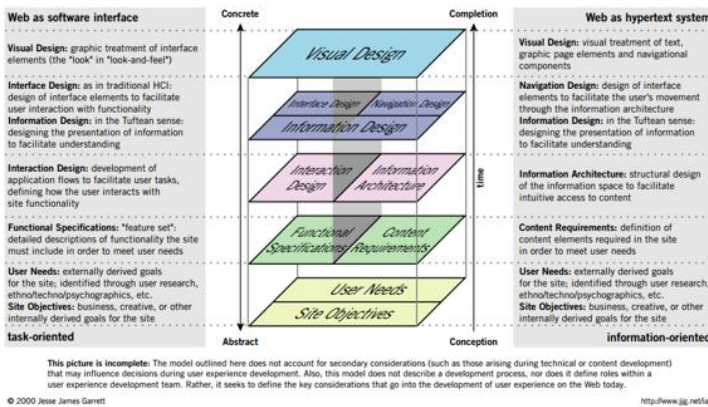 Web as software interface
Concrete
Completion
Web as hypertext system
Visual Design: graphic treatment of interface
elements (the "look" in "look-and-feel")
Visual Design
Visual Design: visual treatment of text,
graphic page elements and navigational
components
Interface Design: as in traditional HCI:
design of interface elements to facilitate
user interaction with functionality
Information Design: in the Tuftean sense:
designing the presentation of information
to facilitate understanding
Interface Design
Navigation Design
Information Design
Navigation Design: design of interface
elements to facilitate the user's movement
through the information architecture
Information Design: in the Tuftean sense:
designing the presentation of information
to facilitate understanding
Interaction Design: development of
application flows to facilitate user tasks,
defining how the user interacts with
site functionality
Interaction
Design
Information
Architecture
time
Information Architecture: structural design
of the information space to facilitate
intuitive access to content
Functional Specifications: "feature set":
detailed descriptions of functionality the site
must include in order to meet user needs
Functional
Specifications
Content
Requirements
Content Requirements: definition of
content elements required in the site
in order to meet user needs
User Needs: externally derived goals
for the site; identified through user research,
ethno/techno/psychographics, etc.
Site Objectives: business, creative, or other
internally derived goals for the site
User Needs
Site Objectives
User Needs: externally derived goals
for the site; identified through user research,
ethno/techno/psychographics, etc.
Site Objectives: business, creative, or other
internally derived goals for the site
task-oriented
Abstract
Conception
information-oriented
This picture is incomplete: The model outlined here does not account for secondary considerations (such as those arising during technical or content development)
that may influence decisions during user experience development. Also, this model does not describe a development process, nor does it define roles within a
user experience development team. Rather, it seeks to define the key considerations that go into the development of user experience on the Web today.
© 2000 Jesse James Garrett
http://www.jjg.net/ia